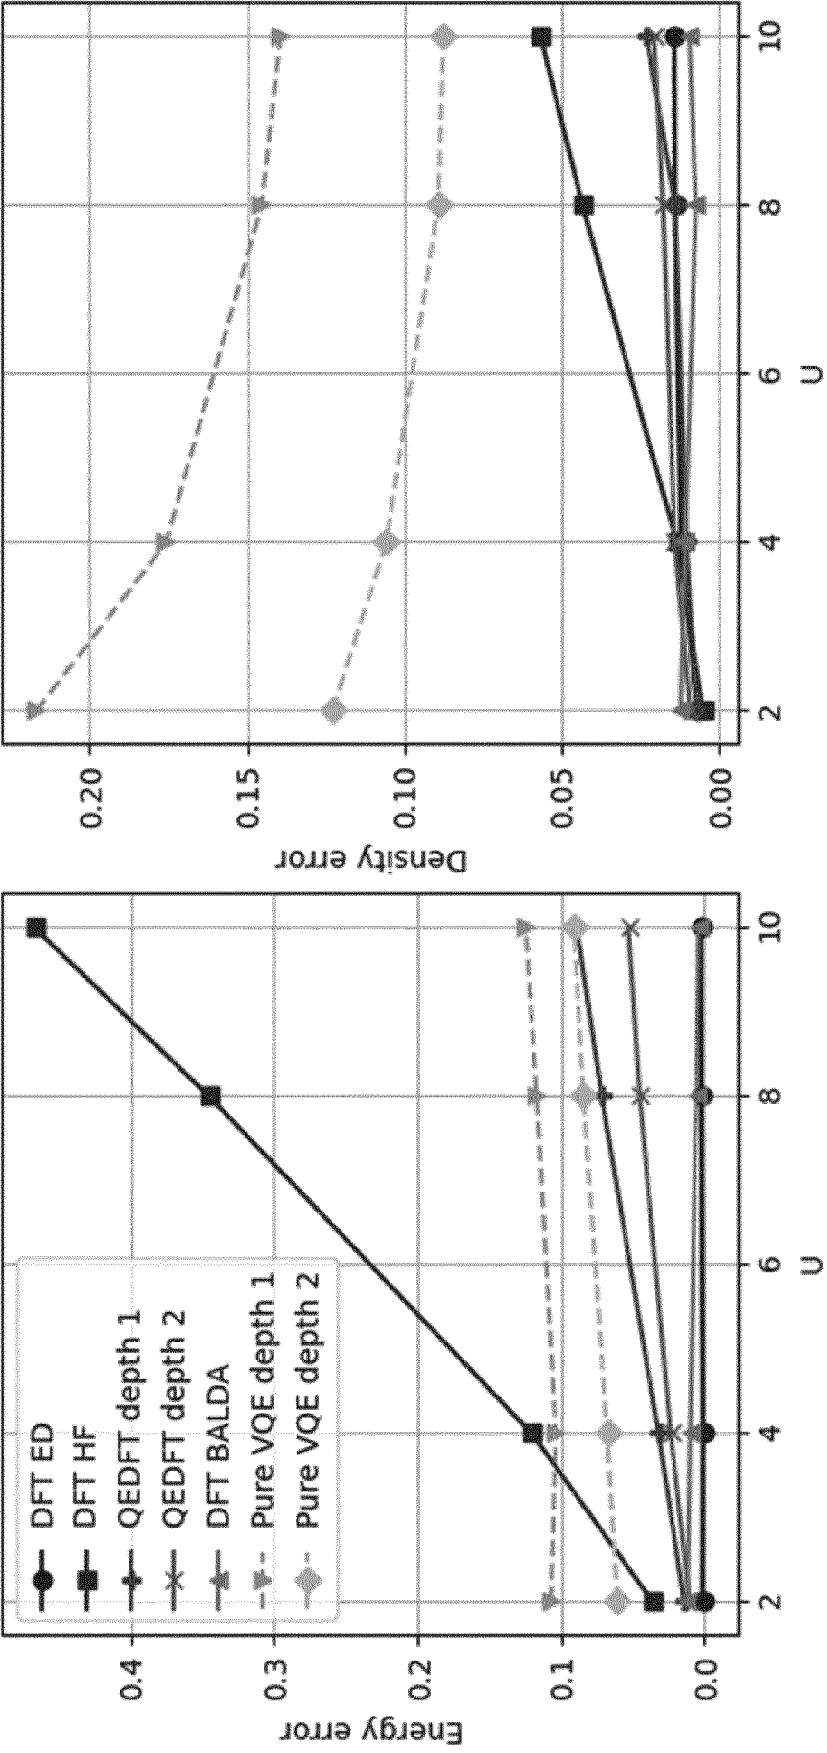 Energy error
0.4
0.3
0.2
0.1
0.0
DFT ED
DFT HF
QEDFT depth 1
QEDFT depth 2
DFT BALDA
Pure VQE depth 1
Pure VQE depth 2
2 4 6 8 10
U
Density error
0.20
0.15
0.10
0.05
0.00
2 4 6 8 10
U